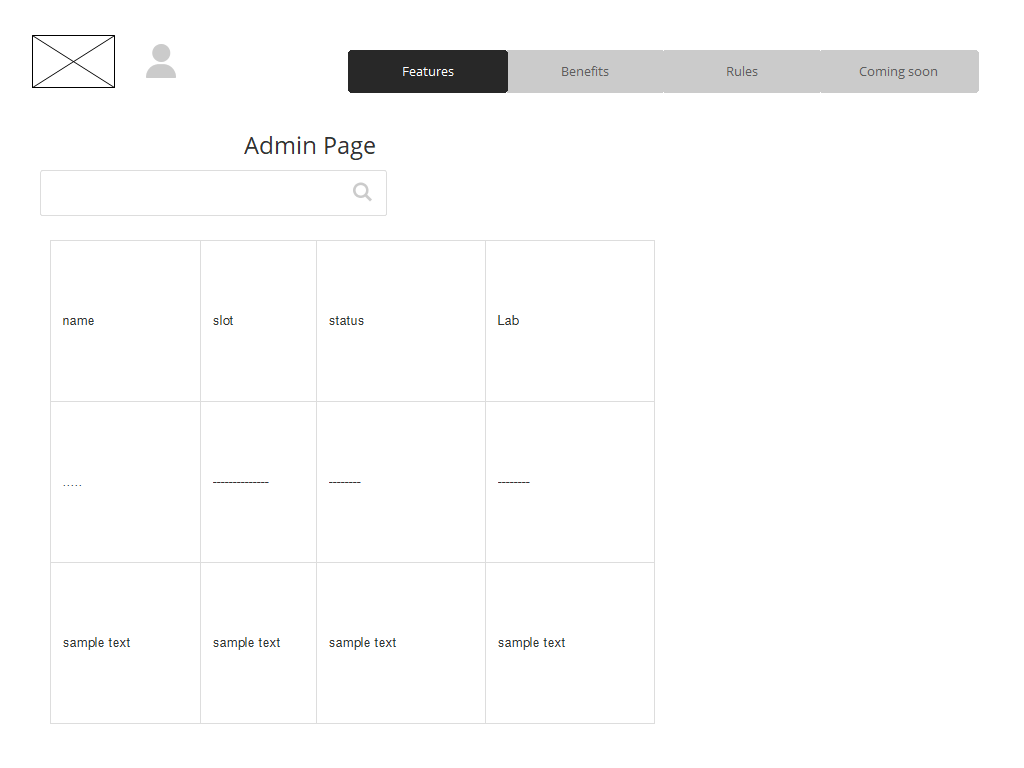 Features Benefits Rules Coming soon
Admin Page
name slot status Lab
..... -------------- -------- --------
sample text sample text sample text sample text